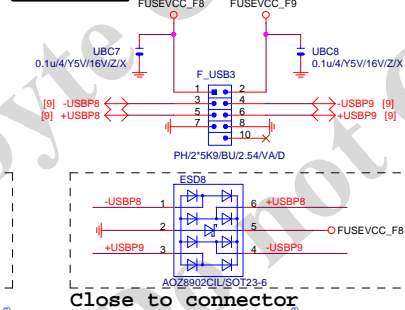 FUSEVCC_F8 FUSEVCC_F9
UBC7
0.1u/4/Y5V/16V/Z/X
UBC8
0.1u/4/Y5V/16V/Z/X
F_USB3
1 2
[9] -USBP8 3 4 -USBP9 [9]
[9] +USBP8 5 6 +USBP9 [9]
7 8
10
PH/2*5K9/BU/2.54/VA/D
ESD8
-USBP8 1 6 +USBP8
2 5 FUSEVCC_F8
+USBP9 3 4 -USBP9
AOZ8902CIL/SOT23-6
Close to connector